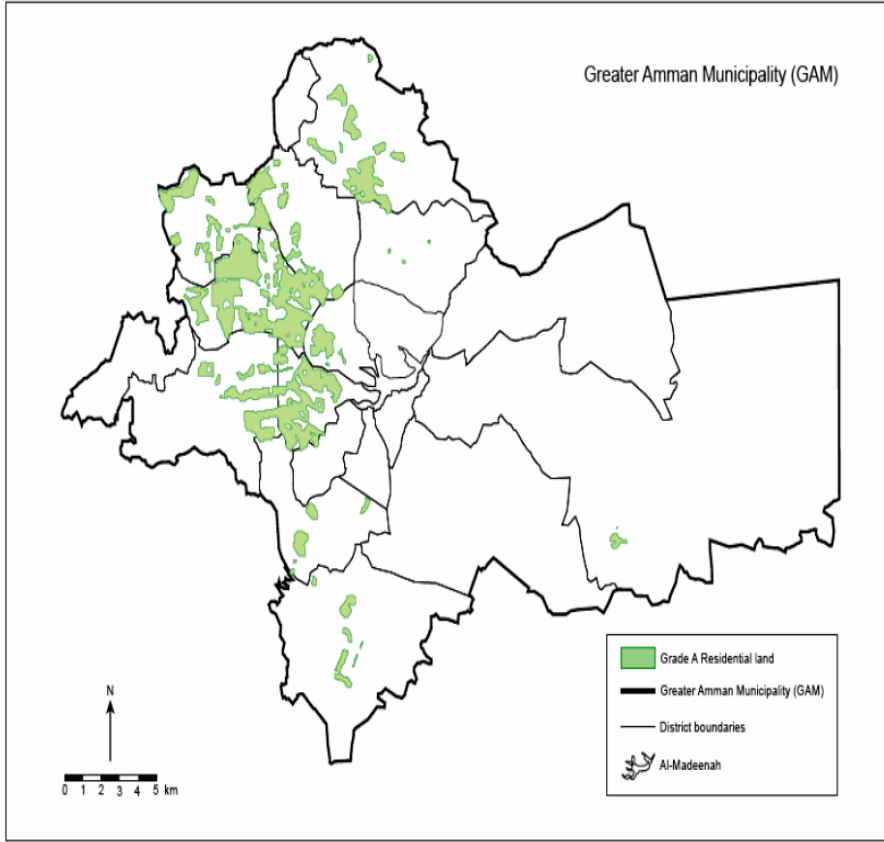 Greater Amman Municipality (GAM)
Grade A Residential land
Greater Amman Municipality (GAM)
District boundaries
Al-Madeenah
N
0 1 2 3 4 5 km